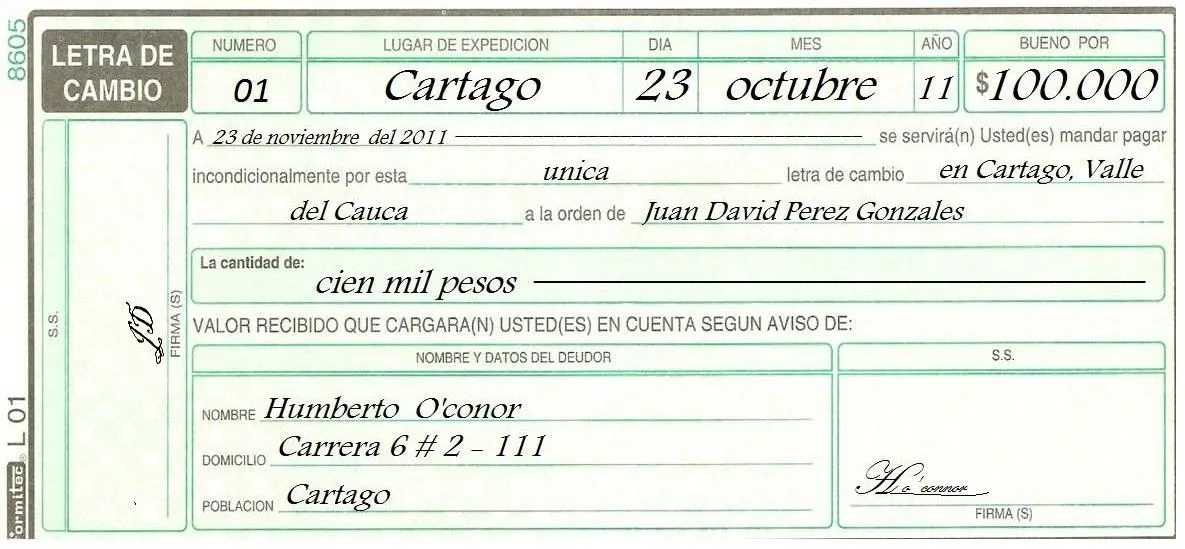 8605
LETRA DE CAMBIO
NUMERO
01
LUGAR DE EXPEDICION
Cartago
DIA
23
MES
octubre
AÑO
11
BUENO POR
$100.000
A 23 de noviembre del 2011 se servirá(n) Usted(es) mandar pagar
incondicionalmente por esta unica letra de cambio en Cartago, Valle
del Cauca a la orden de Juan David Perez Gonzales
La cantidad de:
cien mil pesos
VALOR RECIBIDO QUE CARGARA(N) USTED(ES) EN CUENTA SEGUN AVISO DE:
NOMBRE Y DATOS DEL DEUDOR
NOMBRE Humberto O'conor
DOMICILIO Carrera 6 # 2 - 111
POBLACION Cartago
S.S.
H o'connor
FIRMA (S)
S.S.
JD
FIRMA (S)
L 01
ormitec